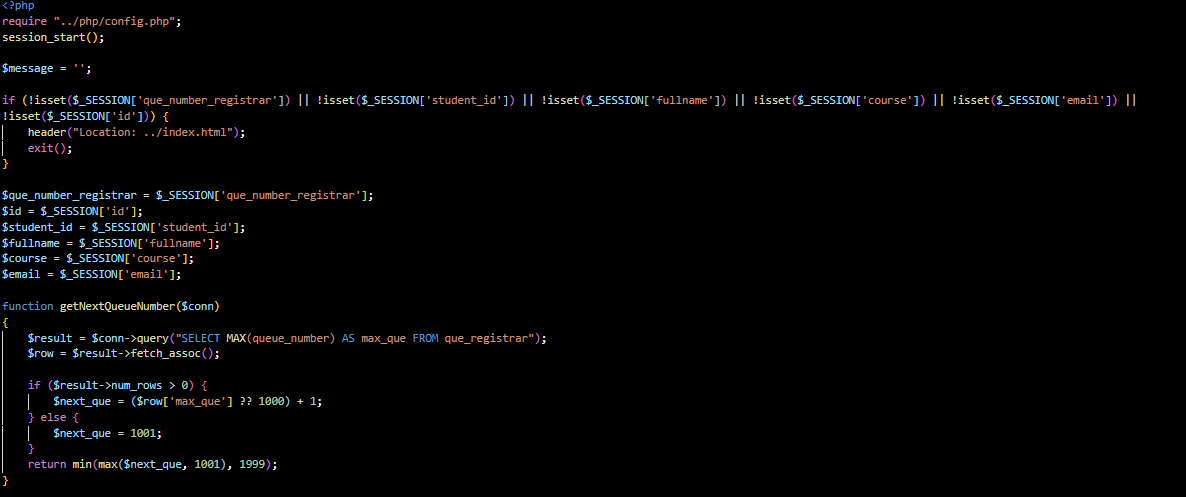 <?php
require "../php/config.php";
session_start();

$message = '';

if (!isset($_SESSION['que_number_registrar']) || !isset($_SESSION['student_id']) || !isset($_SESSION['fullname']) || !isset($_SESSION['course']) || !isset($_SESSION['email']) ||
!isset($_SESSION['id'])) {
    header("Location: ../index.html");
    exit();
}

$que_number_registrar = $_SESSION['que_number_registrar'];
$id = $_SESSION['id'];
$student_id = $_SESSION['student_id'];
$fullname = $_SESSION['fullname'];
$course = $_SESSION['course'];
$email = $_SESSION['email'];

function getNextQueueNumber($conn)
{
    $result = $conn->query("SELECT MAX(queue_number) AS max_que FROM que_registrar");
    $row = $result->fetch_assoc();

    if ($result->num_rows > 0) {
        $next_que = ($row['max_que'] ?? 1000) + 1;
    } else {
        $next_que = 1001;
    }
    return min(max($next_que, 1001), 1999);
}